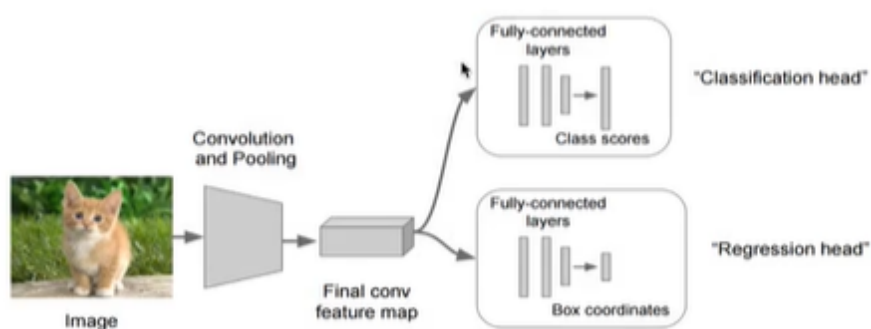 Fully-connected
layers
Class scores
"Classification head"
Convolution
and Pooling
Image
Final conv
feature map
Fully-connected
layers
Box coordinates
"Regression head"